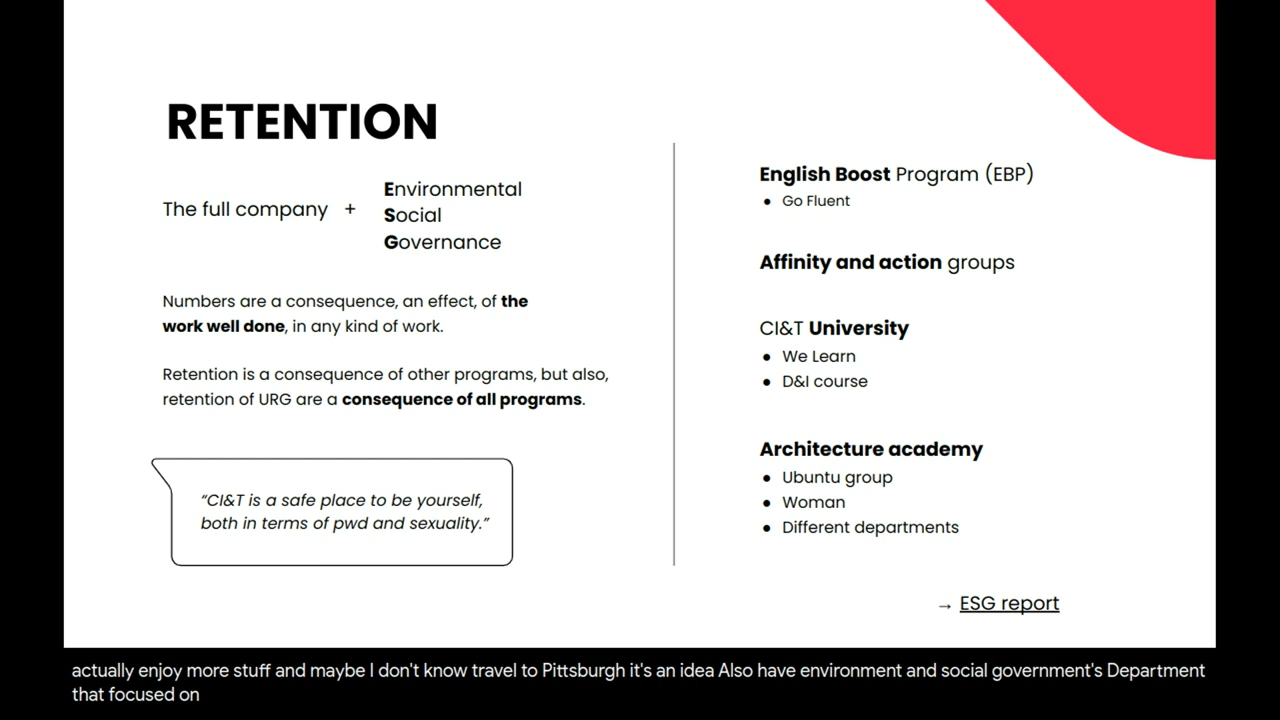 RETENTION
The full company +
Environmental
Social
Governance
Numbers are a consequence, an effect, of the
work well done, in any kind of work.
Retention is a consequence of other programs, but also,
retention of URG are a consequence of all programs.
“CI&T is a safe place to be yourself,
both in terms of pwd and sexuality.”
English Boost Program (EBP)
● Go Fluent
Affinity and action groups
CI&T University
● We Learn
● D&I course
Architecture academy
● Ubuntu group
● Woman
● Different departments
→ ESG report
actually enjoy more stuff and maybe I don't know travel to Pittsburgh it's an idea Also have environment and social government's Department
that focused on